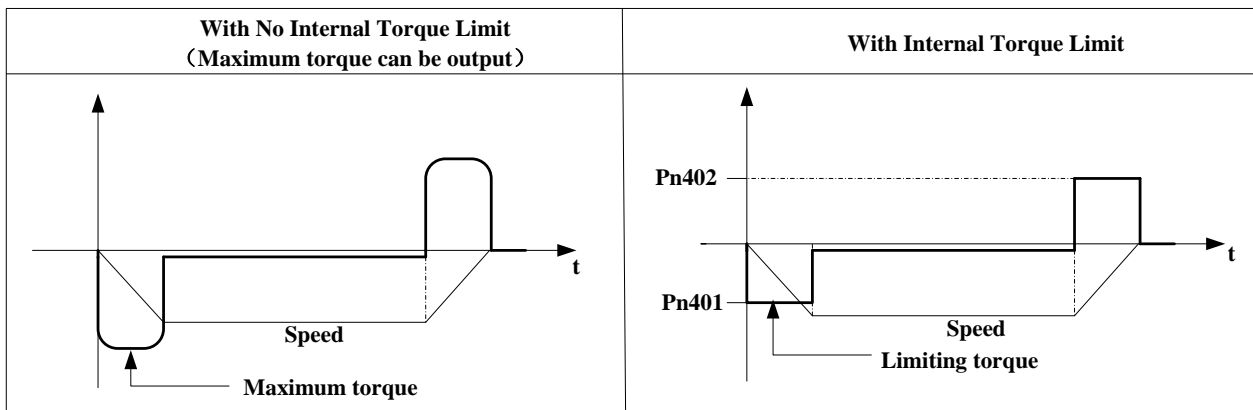 With No Internal Torque Limit
（Maximum torque can be output）
With Internal Torque Limit
t
Speed
Maximum torque
Pn402
Pn401
t
Speed
Limiting torque